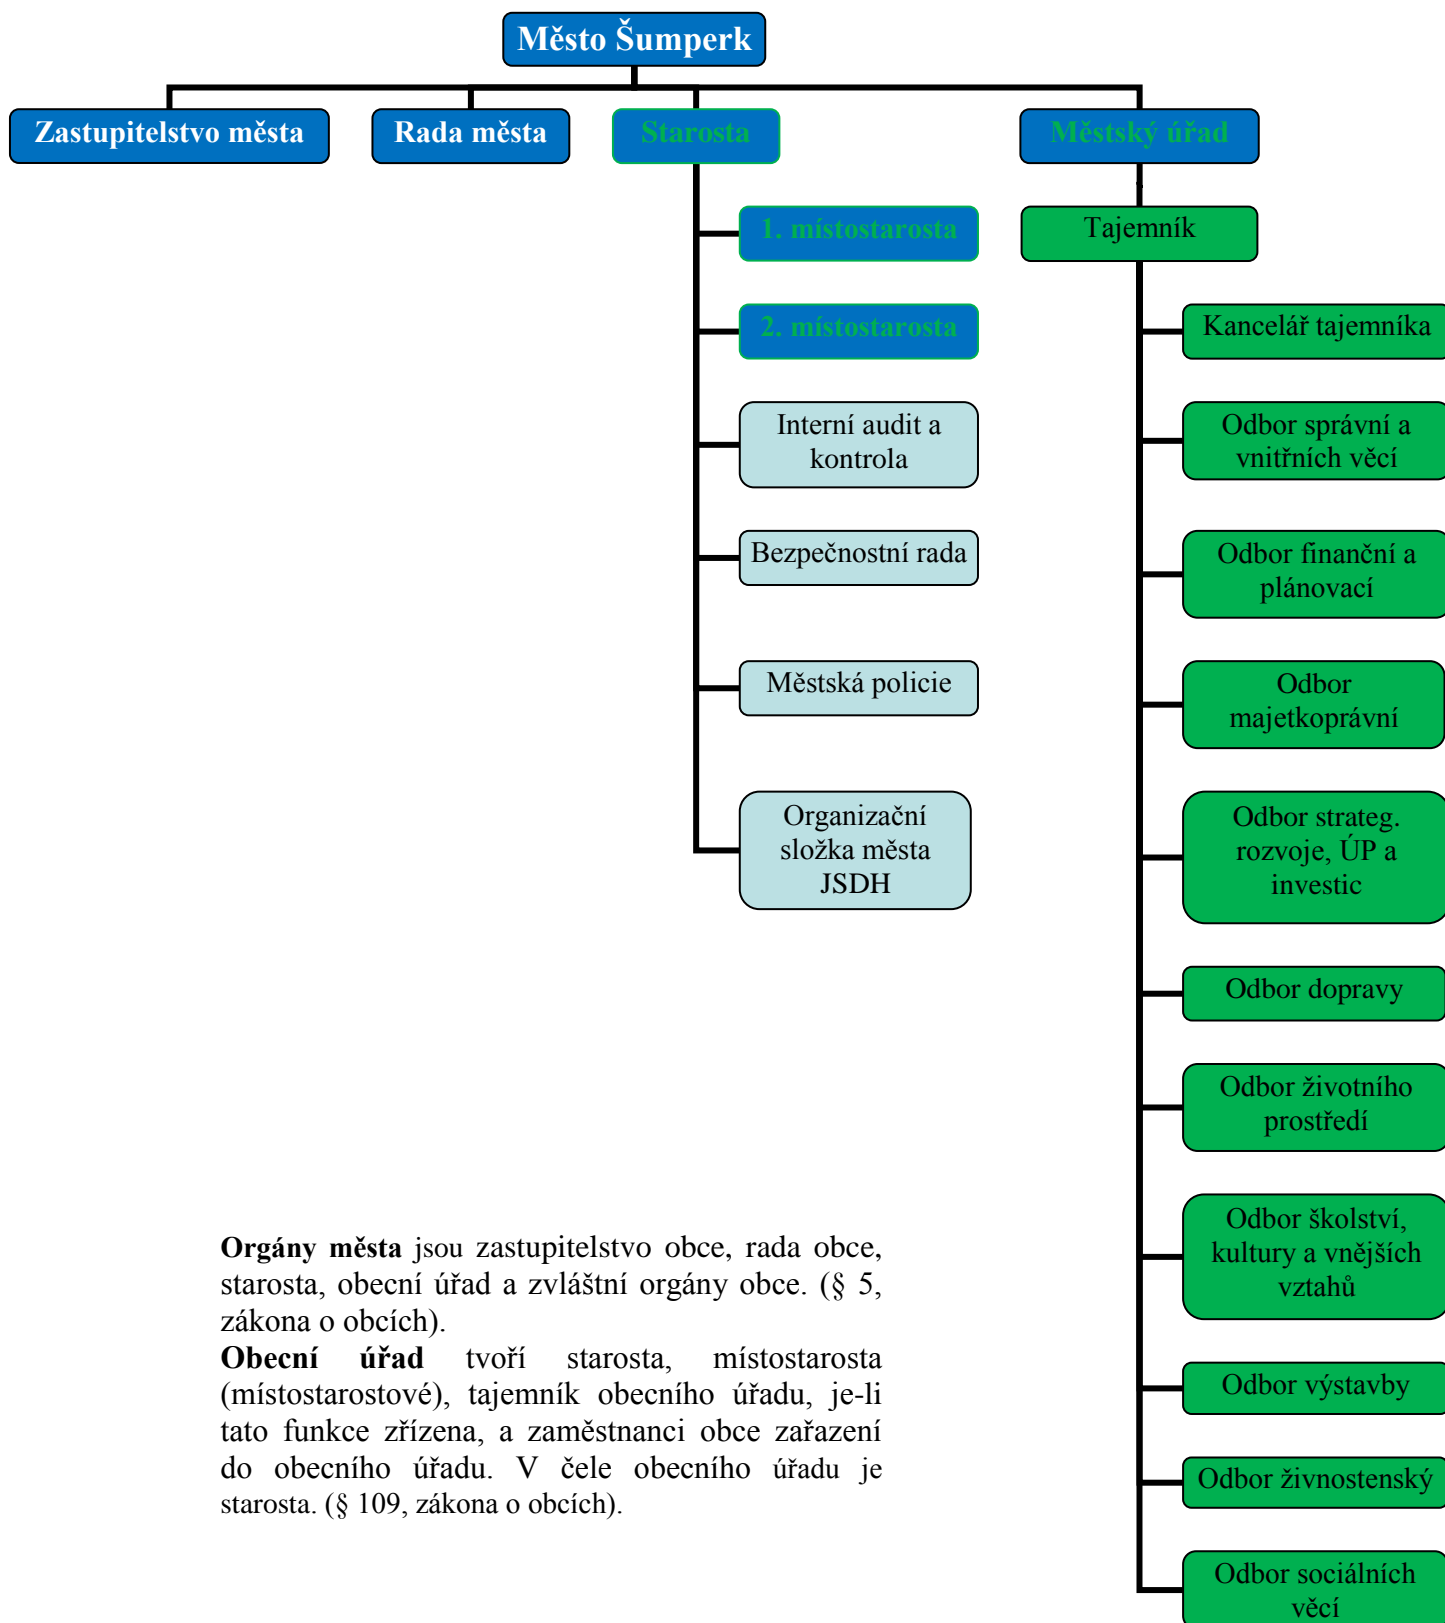 Město Šumperk
Zastupitelstvo města
Rada města
Starosta
Městský úřad
1. místostarosta
2. místostarosta
Interní audit a
kontrola
Bezpečnostní rada
Městská policie
Organizační
složka města
JSDH
Tajemník
Kancelář tajemníka
Odbor správní a
vnitřních věcí
Odbor finanční a
plánovací
Odbor
majetkoprávní
Odbor strateg.
rozvoje, ÚP a
investic
Odbor dopravy
Odbor životního
prostředí
Odbor školství,
kultury a vnějších
vztahů
Odbor výstavby
Odbor živnostenský
Odbor sociálních
věcí
Orgány města jsou zastupitelstvo obce, rada obce,
starosta, obecní úřad a zvláštní orgány obce. (§ 5,
zákona o obcích).
Obecní úřad tvoří starosta, místostarosta
(místostarostové), tajemník obecního úřadu, je-li
tato funkce zřízena, a zaměstnanci obce zařazení
do obecního úřadu. V čele obecního úřadu je
starosta. (§ 109, zákona o obcích).